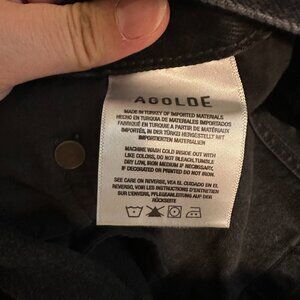 AGOLDE
MADE IN TURKEY OF IMPORTED MATERIALS
HECHO EN TURQUIA DE MATERIALES IMPORTADOS
FABRIQUÉ EN TURQUIE A PARTIR DE MATÉRIAUX
IMPORTÉS, IN DER TÜRKEI HERGESTELLT MIT
IMPORTIERTEN MATERIALIEN
MACHINE WASH COLD INSIDE OUT WITH
LIKE COLORS, DO NOT BLEACH, TUMBLE
DRY LOW, IRON MEDIUM IF NECESSARY.
IF DECORATED OR PRINTED DO NOT IRON.
SEE CARE ON REVERSE, VEA EL CUIDADO EN EL
REVERSO, VOIR LES INSTRUCTIONS D'ENTRETIEN
SUR L'ENVERS, PFLEGEANLEITUNG AUF DER
RÜCKSEITE